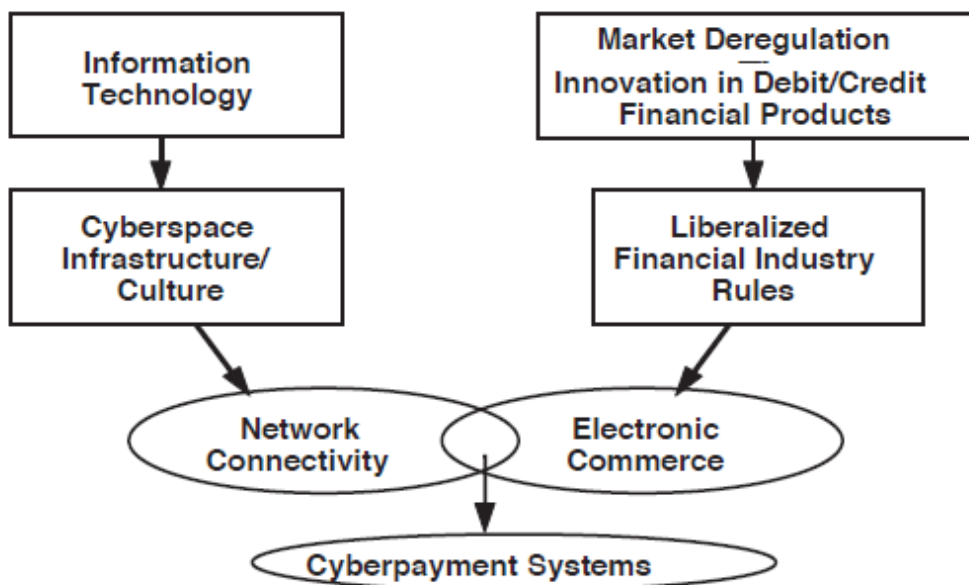 Information
Technology
Market Deregulation
—
Innovation in Debit/Credit
Financial Products
Cyberspace
Infrastructure/
Culture
Liberalized
Financial Industry
Rules
Network
Connectivity
Electronic
Commerce
Cyberpayment Systems